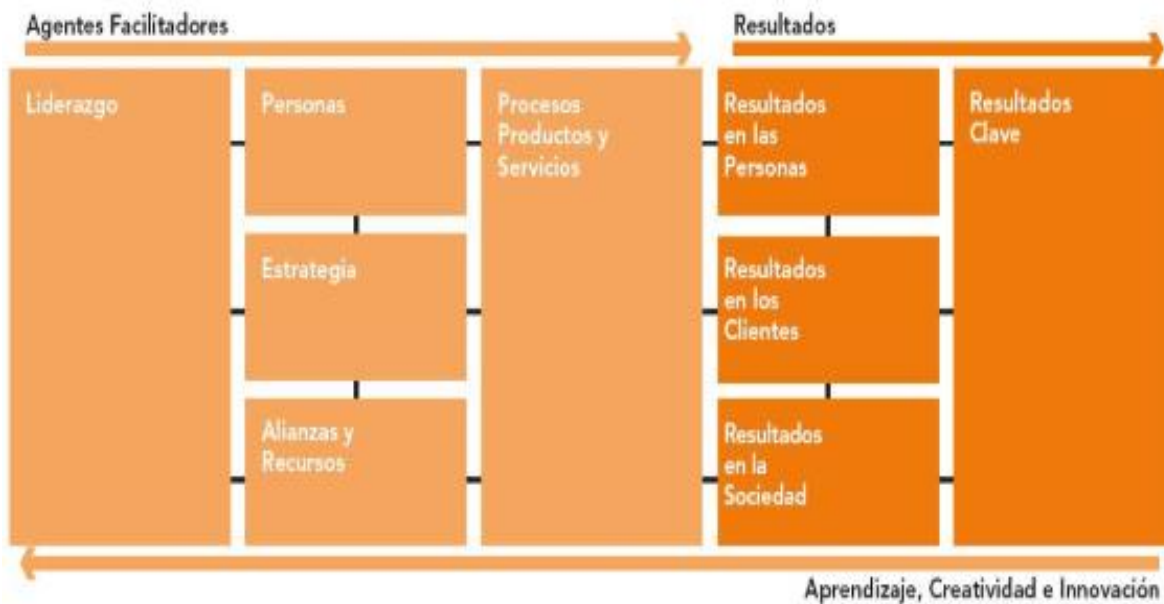 Agentes Facilitadores
Resultados
Liderazgo
Personas
Procesos
Productos y
Servicios
Resultados
en las
Personas
Resultados
Clave
Estrategia
Resultados
en los
Clientes
Alianzas y
Recursos
Resultados
en la
Sociedad
Aprendizaje, Creatividad e Innovación